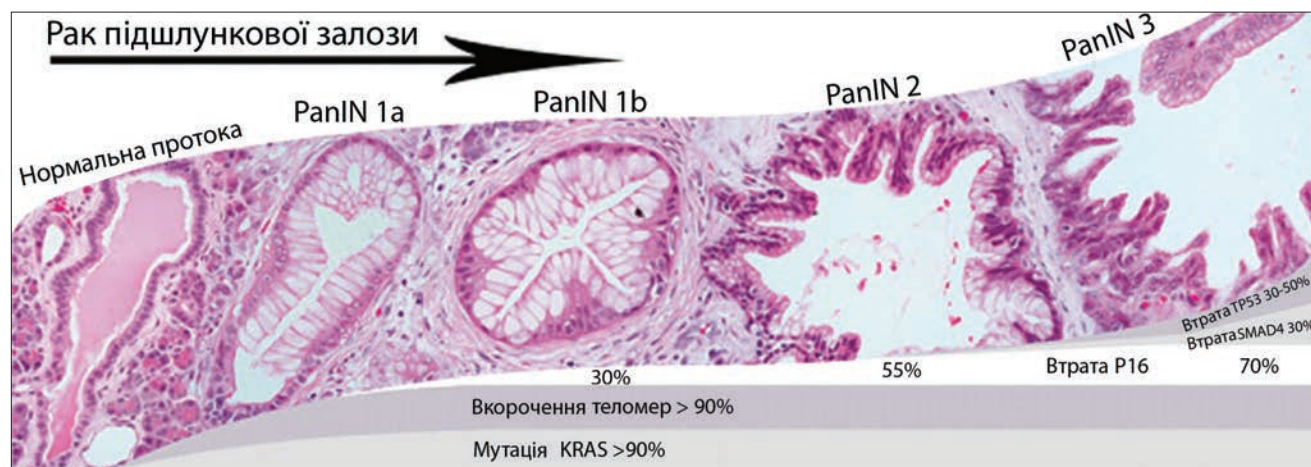 Рак підшлункової залози
Нормальна протока
PanIN 1a
PanIN 1b
PanIN 2
PanIN 3
Втрата TP53 30-50%
Втрата SMAD4 30%
30%
55%
Втрата P16
70%
Вкорочення теломер > 90%
Мутація KRAS >90%